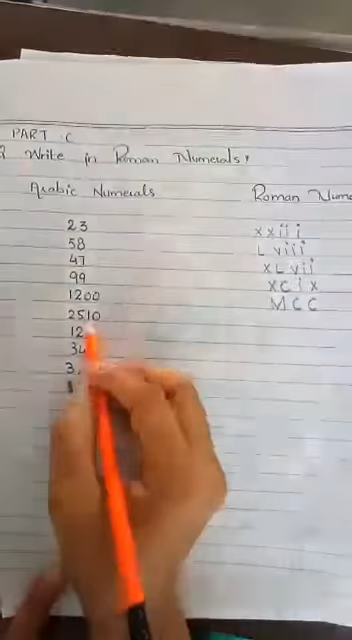 PART C
Write in Roman Numerals.
Arabic Numerals Roman Nume
23 xxiii
58 Lviii
47 xLvii
99 xCix
1200 MCC
2510